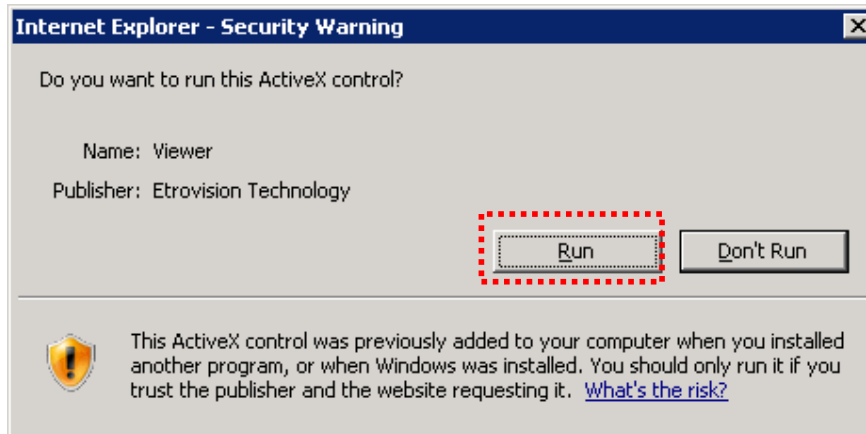 Internet Explorer - Security Warning
Do you want to run this ActiveX control?
Name: Viewer
Publisher: Etrovision Technology
Run Don't Run
This ActiveX control was previously added to your computer when you installed
another program, or when Windows was installed. You should only run it if you
trust the publisher and the website requesting it. What's the risk?